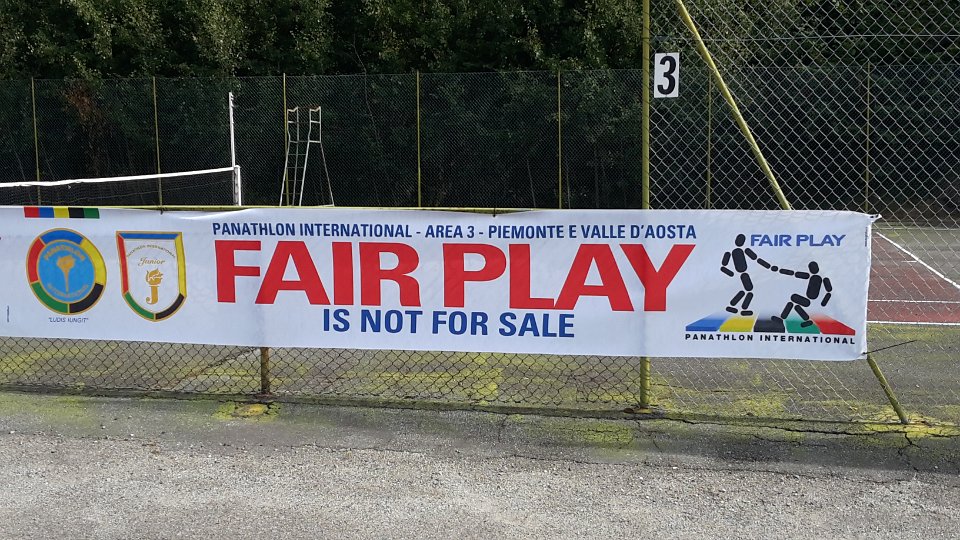 3
PANATHLON INTERNATIONAL - AREA 3 - PIEMONTE E VALLE D'AOSTA
FAIR PLAY
IS NOT FOR SALE
"LUDIS IUNGIT"
Junior
J
FAIR PLAY
PANATHLON INTERNATIONAL